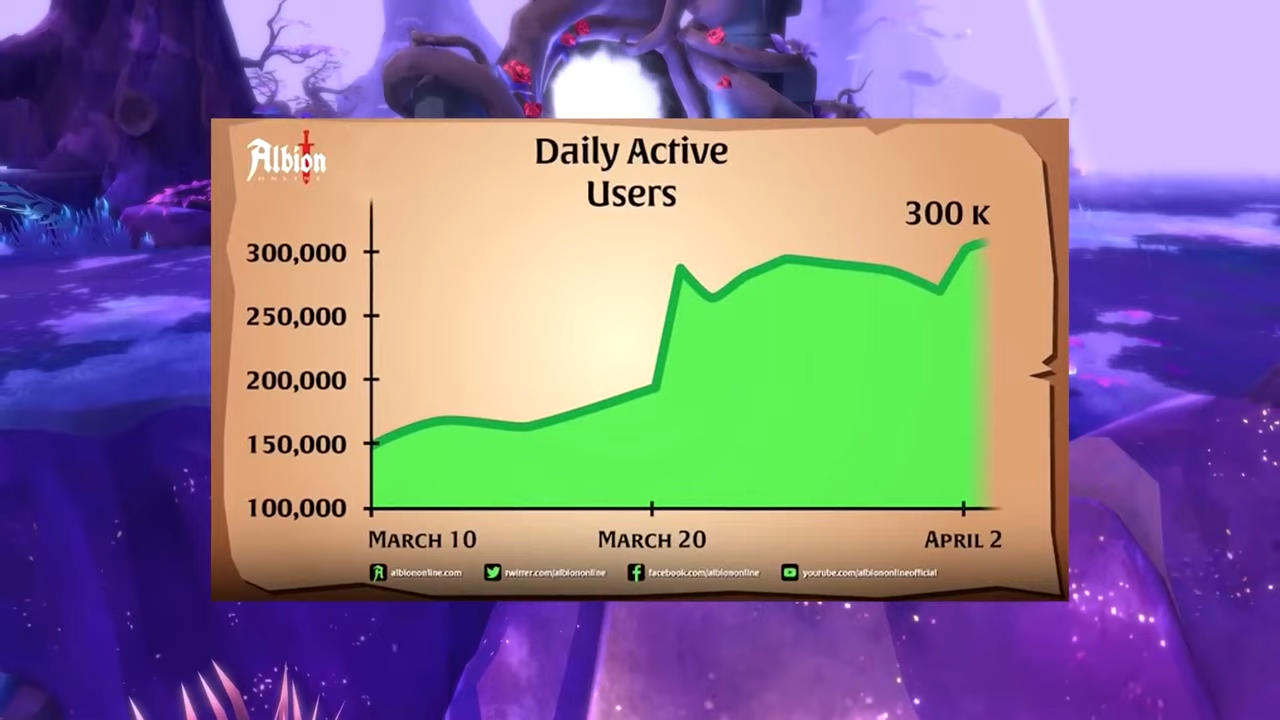 Albion
ONLINE
Daily Active
Users
300 K
300,000
250,000
200,000
150,000
100,000
MARCH 10
MARCH 20
APRIL 2
albiononline.com
twitter.com/albiononline
facebook.com/albiononline
youtube.com/albiononlineofficial